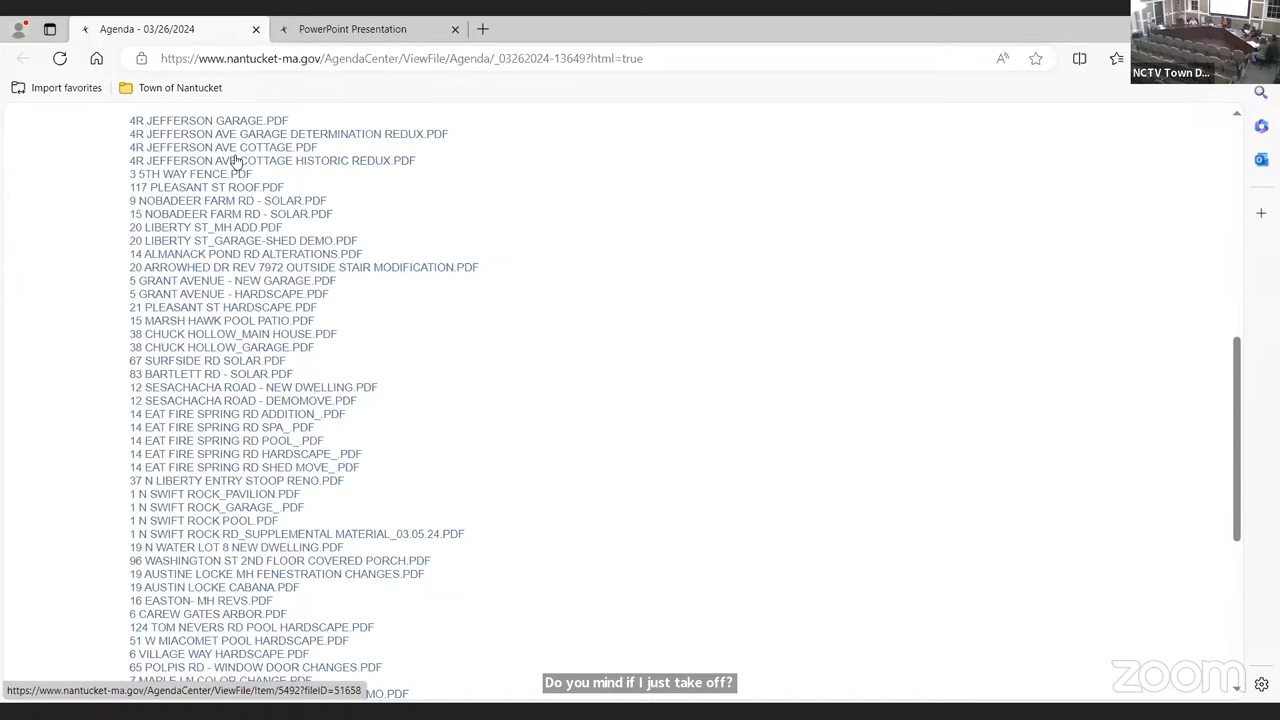 Agenda - 03/26/2024
PowerPoint Presentation
https://www.nantucket-ma.gov/AgendaCenter/ViewFile/Agenda/_03262024-13649?html=true
NCTV Town D...
Import favorites
Town of Nantucket
4R JEFFERSON GARAGE.PDF
4R JEFFERSON AVE GARAGE DETERMINATION REDUX.PDF
4R JEFFERSON AVE COTTAGE.PDF
4R JEFFERSON AVE COTTAGE HISTORIC REDUX.PDF
3 5TH WAY FENCE.PDF
117 PLEASANT ST ROOF.PDF
9 NOBADEER FARM RD - SOLAR.PDF
15 NOBADEER FARM RD - SOLAR.PDF
20 LIBERTY ST_MH ADD.PDF
20 LIBERTY ST_GARAGE-SHED DEMO.PDF
14 ALMANACK POND RD ALTERATIONS.PDF
20 ARROWHED DR REV 7972 OUTSIDE STAIR MODIFICATION.PDF
5 GRANT AVENUE - NEW GARAGE.PDF
5 GRANT AVENUE - HARDSCAPE.PDF
21 PLEASANT ST HARDSCAPE.PDF
15 MARSH HAWK POOL PATIO.PDF
38 CHUCK HOLLOW_MAIN HOUSE.PDF
38 CHUCK HOLLOW_GARAGE.PDF
67 SURFSIDE RD SOLAR.PDF
83 BARTLETT RD - SOLAR.PDF
12 SESACHACHA ROAD - NEW DWELLING.PDF
12 SESACHACHA ROAD - DEMOMOVE.PDF
14 EAT FIRE SPRING RD ADDITION_.PDF
14 EAT FIRE SPRING RD SPA_.PDF
14 EAT FIRE SPRING RD POOL_.PDF
14 EAT FIRE SPRING RD HARDSCAPE_.PDF
14 EAT FIRE SPRING RD SHED MOVE_.PDF
37 N LIBERTY ENTRY STOOP RENO.PDF
1 N SWIFT ROCK_PAVILION.PDF
1 N SWIFT ROCK_GARAGE_.PDF
1 N SWIFT ROCK POOL.PDF
1 N SWIFT ROCK RD_SUPPLEMENTAL MATERIAL_03.05.24.PDF
19 N WATER LOT 8 NEW DWELLING.PDF
96 WASHINGTON ST 2ND FLOOR COVERED PORCH.PDF
19 AUSTINE LOCKE MH FENESTRATION CHANGES.PDF
19 AUSTIN LOCKE CABANA.PDF
16 EASTON- MH REVS.PDF
6 CAREW GATES ARBOR.PDF
124 TOM NEVERS RD POOL HARDSCAPE.PDF
51 W MIACOMET POOL HARDSCAPE.PDF
6 VILLAGE WAY HARDSCAPE.PDF
65 POLPIS RD - WINDOW DOOR CHANGES.PDF
7 MAPLE LN COLOR CHANGE.PDF
https://www.nantucket-ma.gov/AgendaCenter/ViewFile/Item/5492?fileID=51658
MO.PDF
Do you mind if I just take off?
zoom